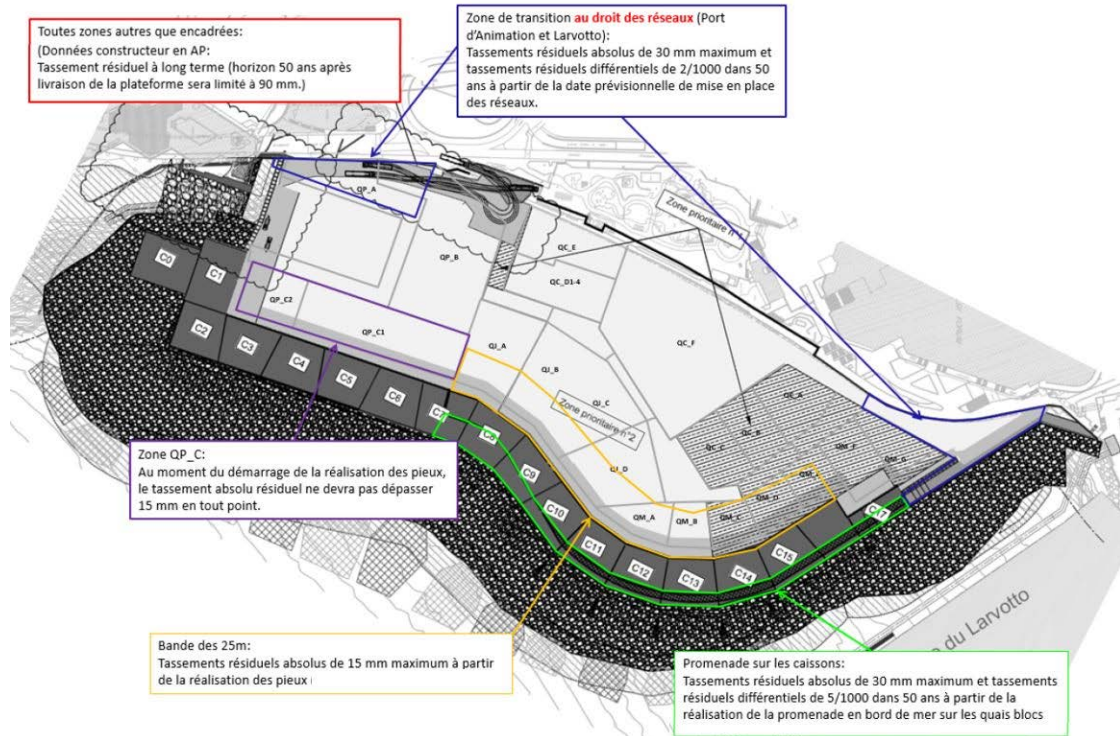 Toutes zones autres que encadrées:
(Données constructeur en AP:
Tassement résiduel à long terme (horizon 50 ans après
livraison de la plateforme sera limité à 90 mm.)
Zone de transition au droit des réseaux (Port
d'Animation et Larvotto):
Tassements résiduels absolus de 30 mm maximum et
tassements résiduels différentiels de 2/1000 dans 50
ans à partir de la date prévisionnelle de mise en place
des réseaux.
QP_A
Zone prioritaire n°
QP_B
QC_E
QC_D1-4
C0
C1
QP_C2
QP_C1
QC_F
C2
C3
C4
C5
C6
C7
C8
C9
C10
C11
C12
C13
C14
C15
C17
QJ_A
QJ_B
QJ_C
Zone prioritaire n°2
QJ_D
QC_A
QC_B
QC_C
QM_F
QM_G
QM_
QM_D
QM_A
QM_B
QM_C
Zone QP_C:
Au moment du démarrage de la réalisation des pieux,
le tassement absolu résiduel ne devra pas dépasser
15 mm en tout point.
Bande des 25m:
Tassements résiduels absolus de 15 mm maximum à partir
de la réalisation des pieux
du Larvotto
Promenade sur les caissons:
Tassements résiduels absolus de 30 mm maximum et tassements
résiduels différentiels de 5/1000 dans 50 ans à partir de la
réalisation de la promenade en bord de mer sur les quais blocs